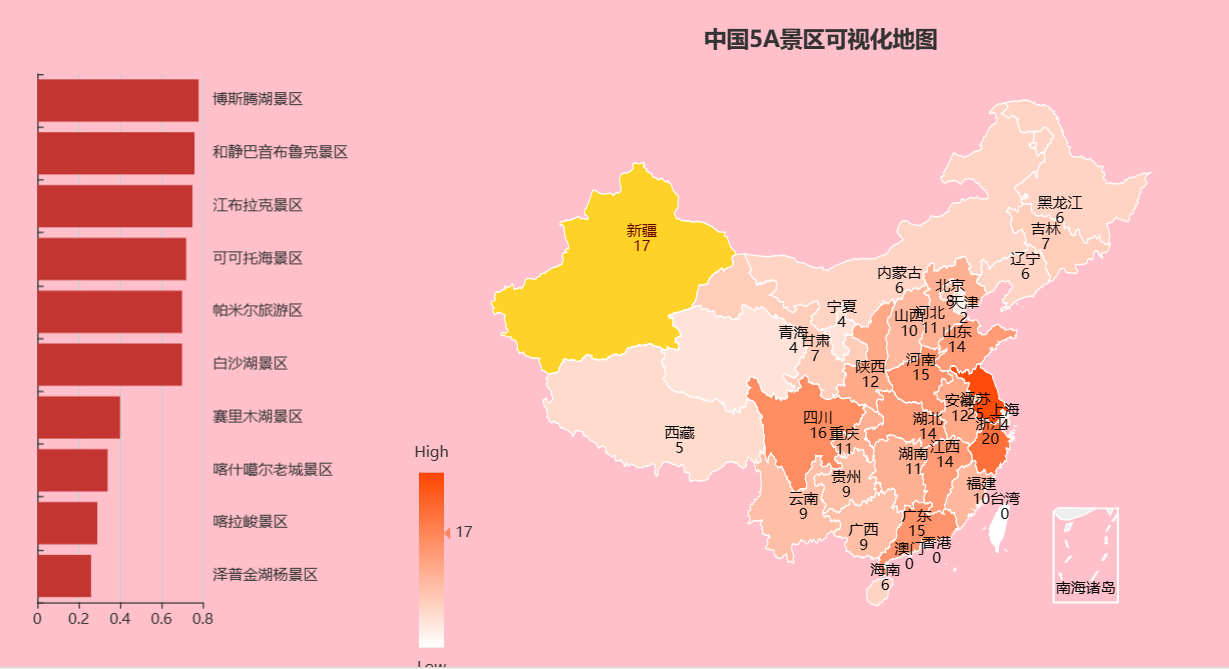 中国5A景区可视化地图
博斯腾湖景区
和静巴音布鲁克景区
江布拉克景区
可可托海景区
帕米尔旅游区
白沙湖景区
赛里木湖景区
喀什噶尔老城景区
喀拉峻景区
泽普金湖杨景区
0 0.2 0.4 0.6 0.8
High
17
Low
新疆
17
黑龙江
6
吉林
7
辽宁
6
内蒙古
6
北京
8
天津
2
宁夏
4
山西
10
河北
11
山东
14
青海
4
甘肃
7
陕西
12
河南
15
西藏
5
四川
16
重庆
11
湖北
14
安徽
12
江苏
25
上海
4
浙江
20
湖南
11
江西
14
贵州
9
云南
9
福建
10
台湾
0
广西
9
广东
15
澳门
0
香港
0
海南
6
南海诸岛